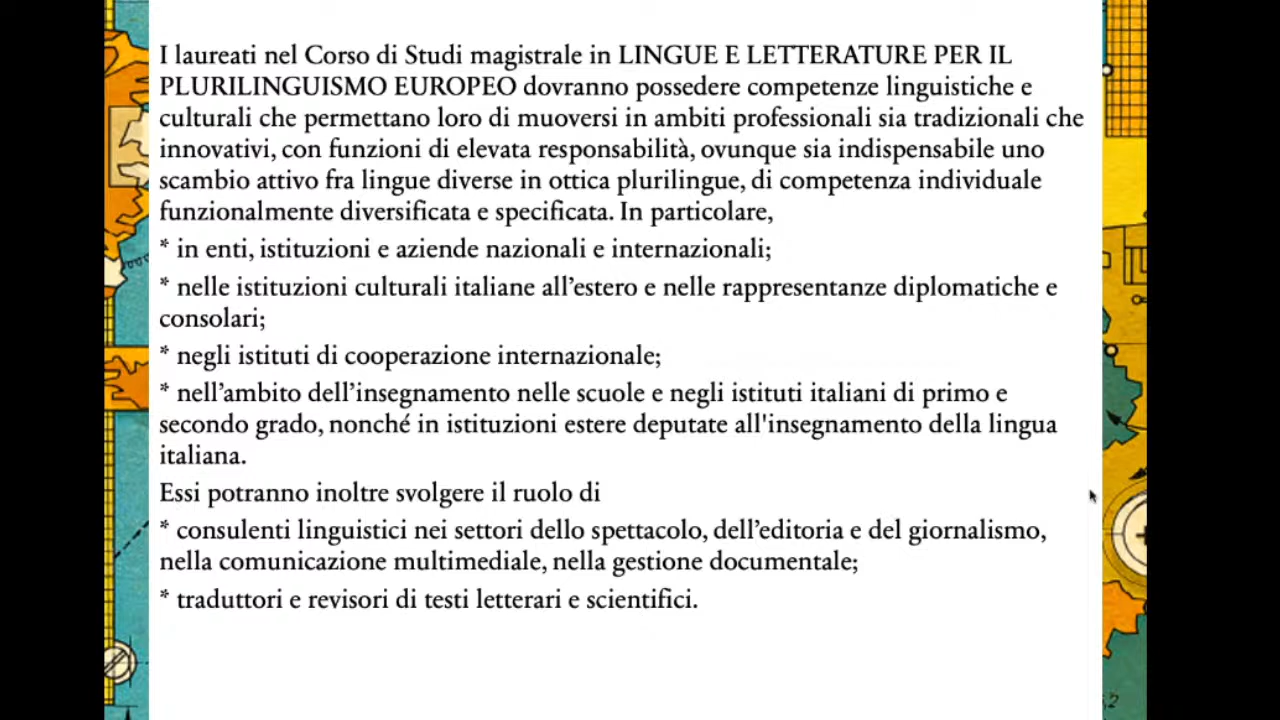 I laureati nel Corso di Studi magistrale in LINGUE E LETTERATURE PER IL
PLURILINGUISMO EUROPEO dovranno possedere competenze linguistiche e
culturali che permettano loro di muoversi in ambiti professionali sia tradizionali che
innovativi, con funzioni di elevata responsabilità, ovunque sia indispensabile uno
scambio attivo fra lingue diverse in ottica plurilingue, di competenza individuale
funzionalmente diversificata e specificata. In particolare,
* in enti, istituzioni e aziende nazionali e internazionali;
* nelle istituzioni culturali italiane all’estero e nelle rappresentanze diplomatiche e
consolari;
* negli istituti di cooperazione internazionale;
* nell’ambito dell’insegnamento nelle scuole e negli istituti italiani di primo e
secondo grado, nonché in istituzioni estere deputate all'insegnamento della lingua
italiana.
Essi potranno inoltre svolgere il ruolo di
* consulenti linguistici nei settori dello spettacolo, dell’editoria e del giornalismo,
nella comunicazione multimediale, nella gestione documentale;
* traduttori e revisori di testi letterari e scientifici.